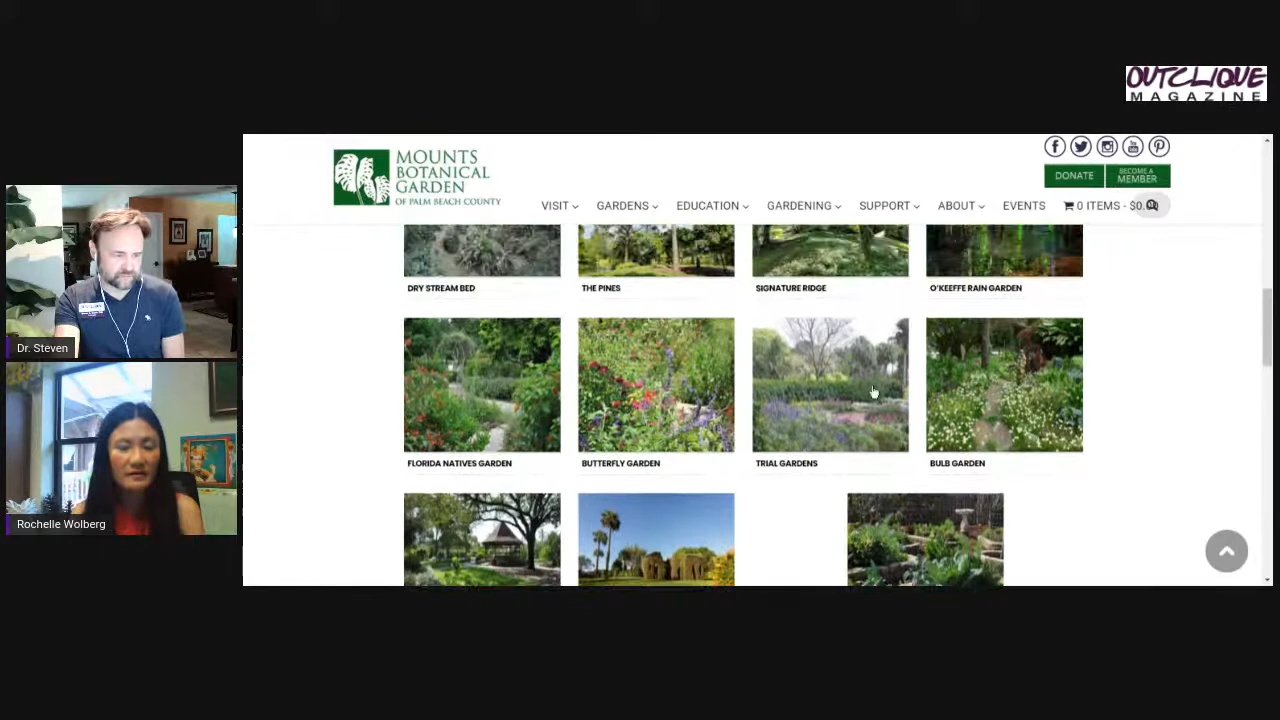 OUTCLIQUE
MAGAZINE
MOUNTS
BOTANICAL
GARDEN
OF PALM BEACH COUNTY
DONATE
BECOME A
MEMBER
VISIT GARDENS EDUCATION GARDENING SUPPORT ABOUT EVENTS 0 ITEMS - $0.
DRY STREAM BED THE PINES SIGNATURE RIDGE O'KEEFFE RAIN GARDEN
FLORIDA NATIVES GARDEN BUTTERFLY GARDEN TRIAL GARDENS BULB GARDEN
Dr. Steven
Rochelle Wolberg